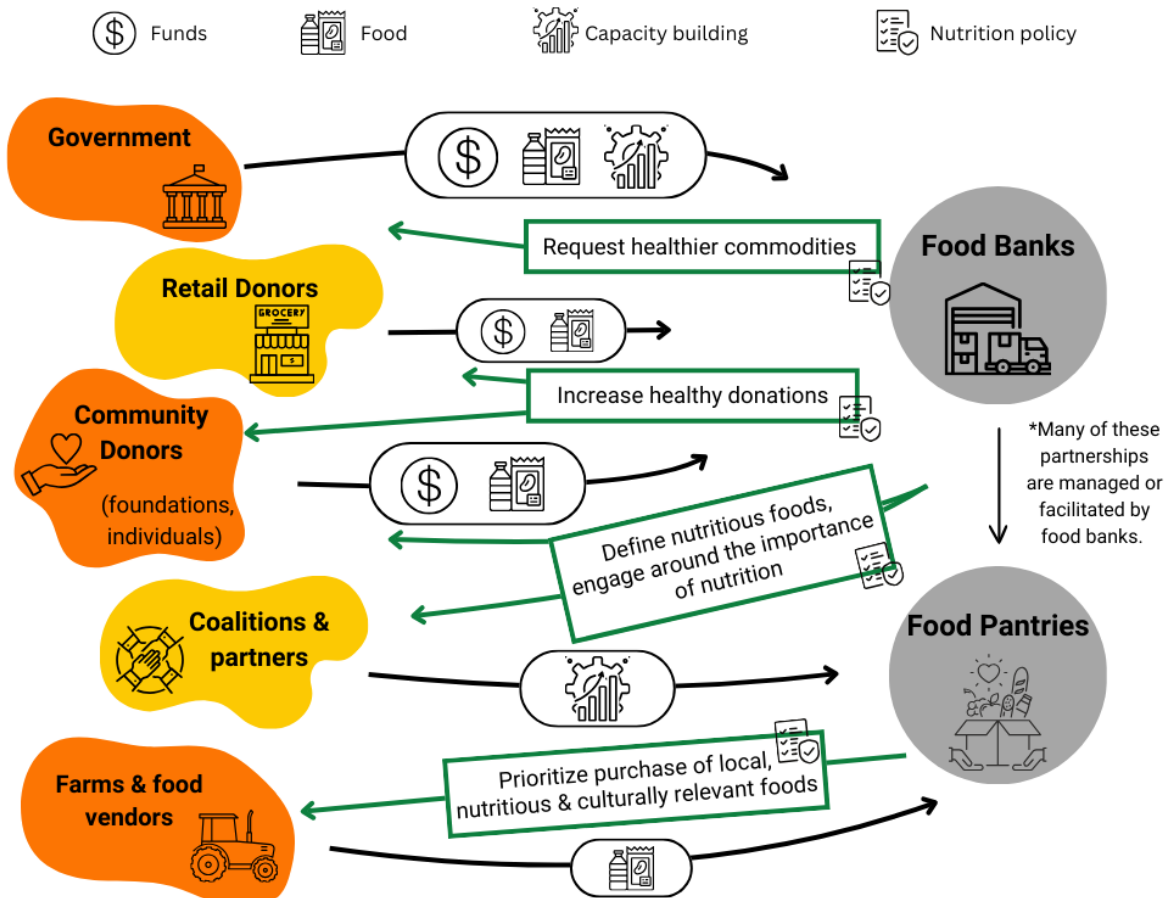 Funds
Food
Capacity building
Nutrition policy
Government
Request healthier commodities
Food Banks
Retail Donors
GROCERY
$
Increase healthy donations
Community
Donors
(foundations,
individuals)
*Many of these
partnerships
are managed or
facilitated by
food banks.
Define nutritious foods,
engage around the importance
of nutrition
Coalitions &
partners
Food Pantries
Prioritize purchase of local,
nutritious & culturally relevant foods
Farms & food
vendors